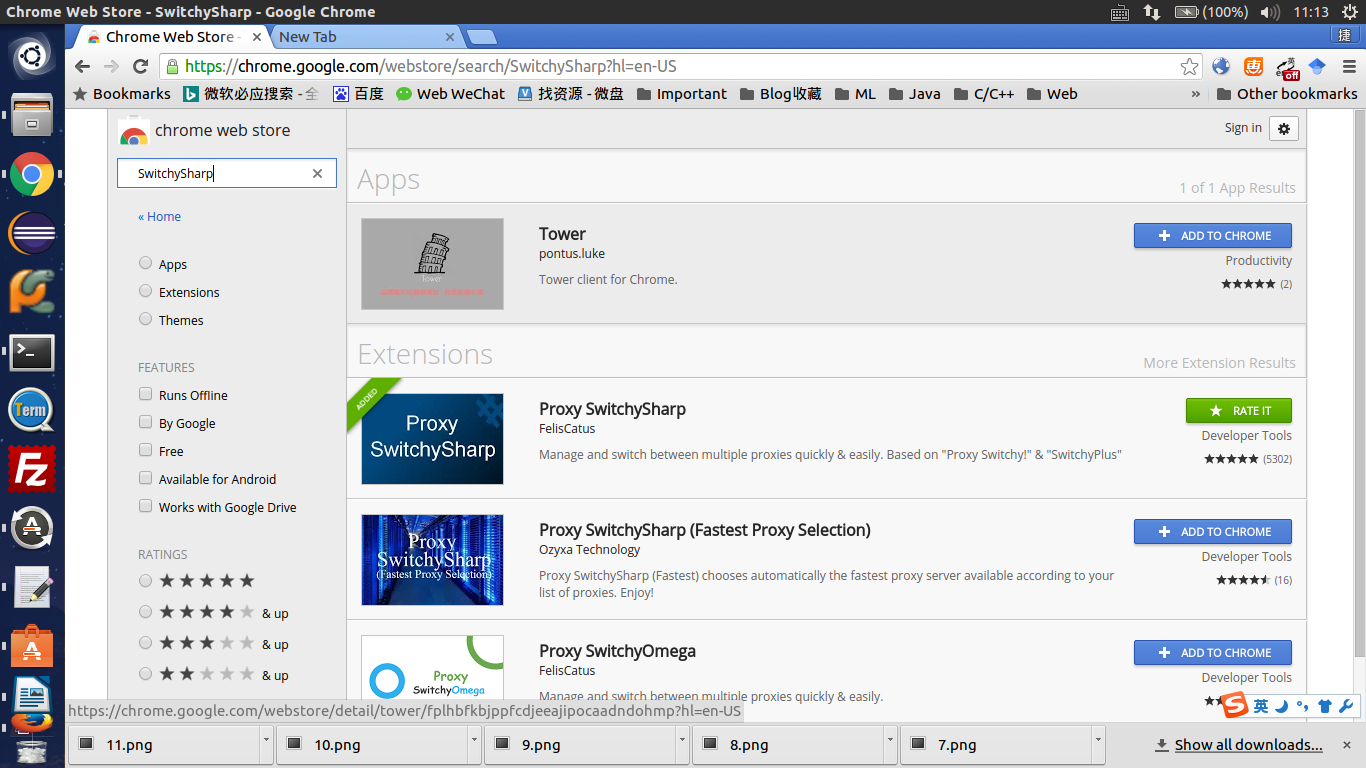 Chrome Web Store - SwitchySharp - Google Chrome
(100%)
11:13
Chrome Web Store -
New Tab
捷
https://chrome.google.com/webstore/search/SwitchySharp?hl=en-US
英
off
Bookmarks
微软必应搜索 - 全
百度
Web WeChat
找资源 - 微盘
Important
Blog收藏
ML
Java
C/C++
Web
»
Other bookmarks
chrome web store
Sign in
SwitchySharp
« Home
Apps
Extensions
Themes
FEATURES
Runs Offline
By Google
Free
Available for Android
Works with Google Drive
RATINGS
& up
& up
& up
Apps
1 of 1 App Results
Tower
Tower
pontus.luke
Tower client for Chrome.
ADD TO CHROME
Productivity
(2)
Extensions
More Extension Results
ADDED
Proxy
SwitchySharp
Proxy SwitchySharp
FelisCatus
Manage and switch between multiple proxies quickly & easily. Based on "Proxy Switchy!" & "SwitchyPlus"
RATE IT
Developer Tools
(5302)
Proxy
SwitchySharp
(Fastest Proxy Selection)
Proxy SwitchySharp (Fastest Proxy Selection)
Ozyxa Technology
Proxy SwitchySharp (Fastest) chooses automatically the fastest proxy server available according to your
list of proxies. Enjoy!
ADD TO CHROME
Developer Tools
(16)
Proxy
SwitchyOmega
Proxy SwitchyOmega
FelisCatus
Manage and switch between multiple proxies quickly & easily.
ADD TO CHROME
Developer Tools
S
英
https://chrome.google.com/webstore/detail/tower/fplhbfkbjppfcdjeeajipocaadndohmp?hl=en-US
Term
Fz
11.png
10.png
9.png
8.png
7.png
Show all downloads...